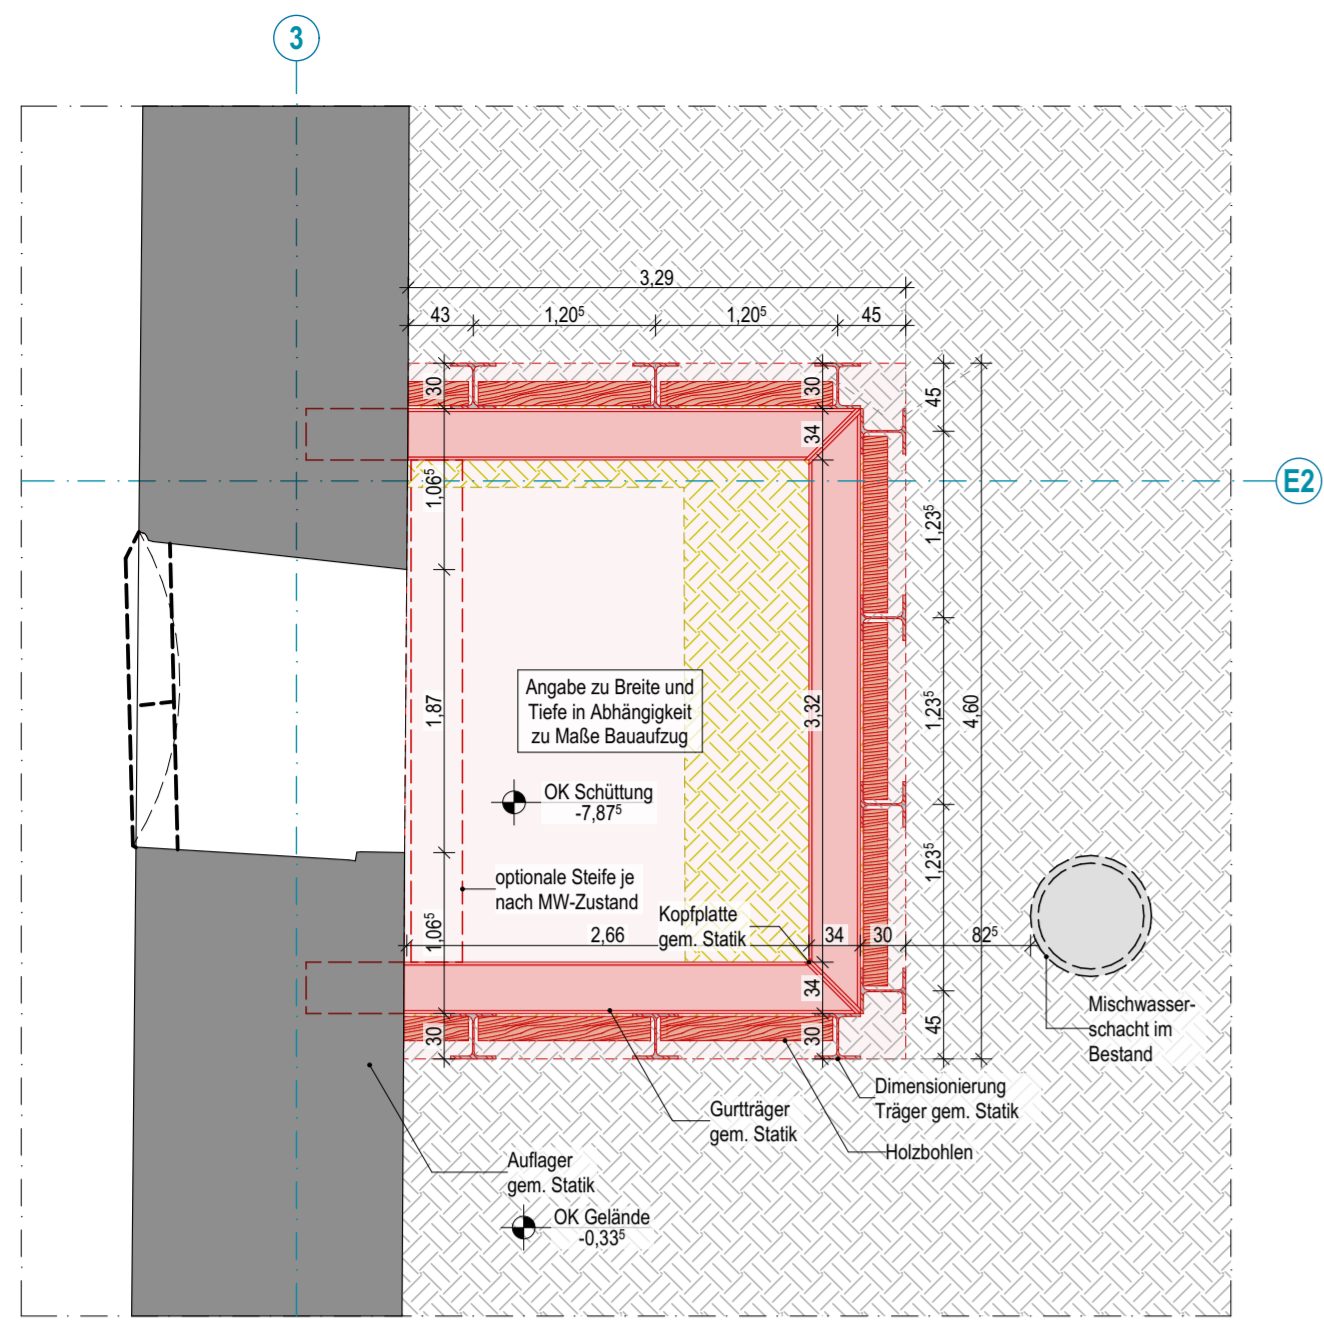 3
3,29
43
1,20⁵
1,20⁵
45
30
30
45
34
E2
1,06⁵
1,23⁵
Angabe zu Breite und
Tiefe in Abhängigkeit
zu Maße Bauaufzug
1,87
3,32
1,23⁵
4,60
OK Schüttung
-7,87⁵
optionale Steife je
nach MW-Zustand
1,23⁵
Kopfplatte
gem. Statik
1,06⁵
2,66
34
30
82⁵
34
30
30
45
Mischwasser-
schacht im
Bestand
Dimensionierung
Träger gem. Statik
Gurtträger
gem. Statik
Holzbohlen
Auflager
gem. Statik
OK Gelände
-0,33⁵